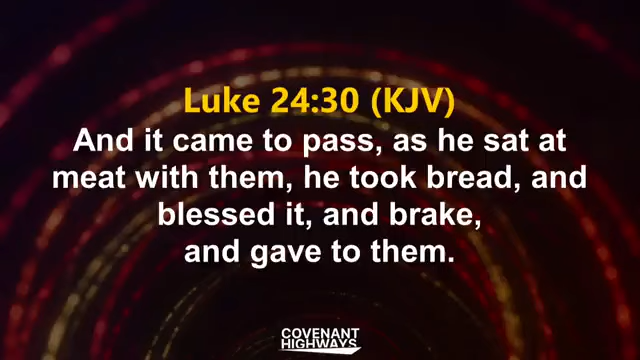 Luke 24:30 (KJV)
And it came to pass, as he sat at
meat with them, he took bread, and
blessed it, and brake,
and gave to them.
COVENANT
HIGHWAYS